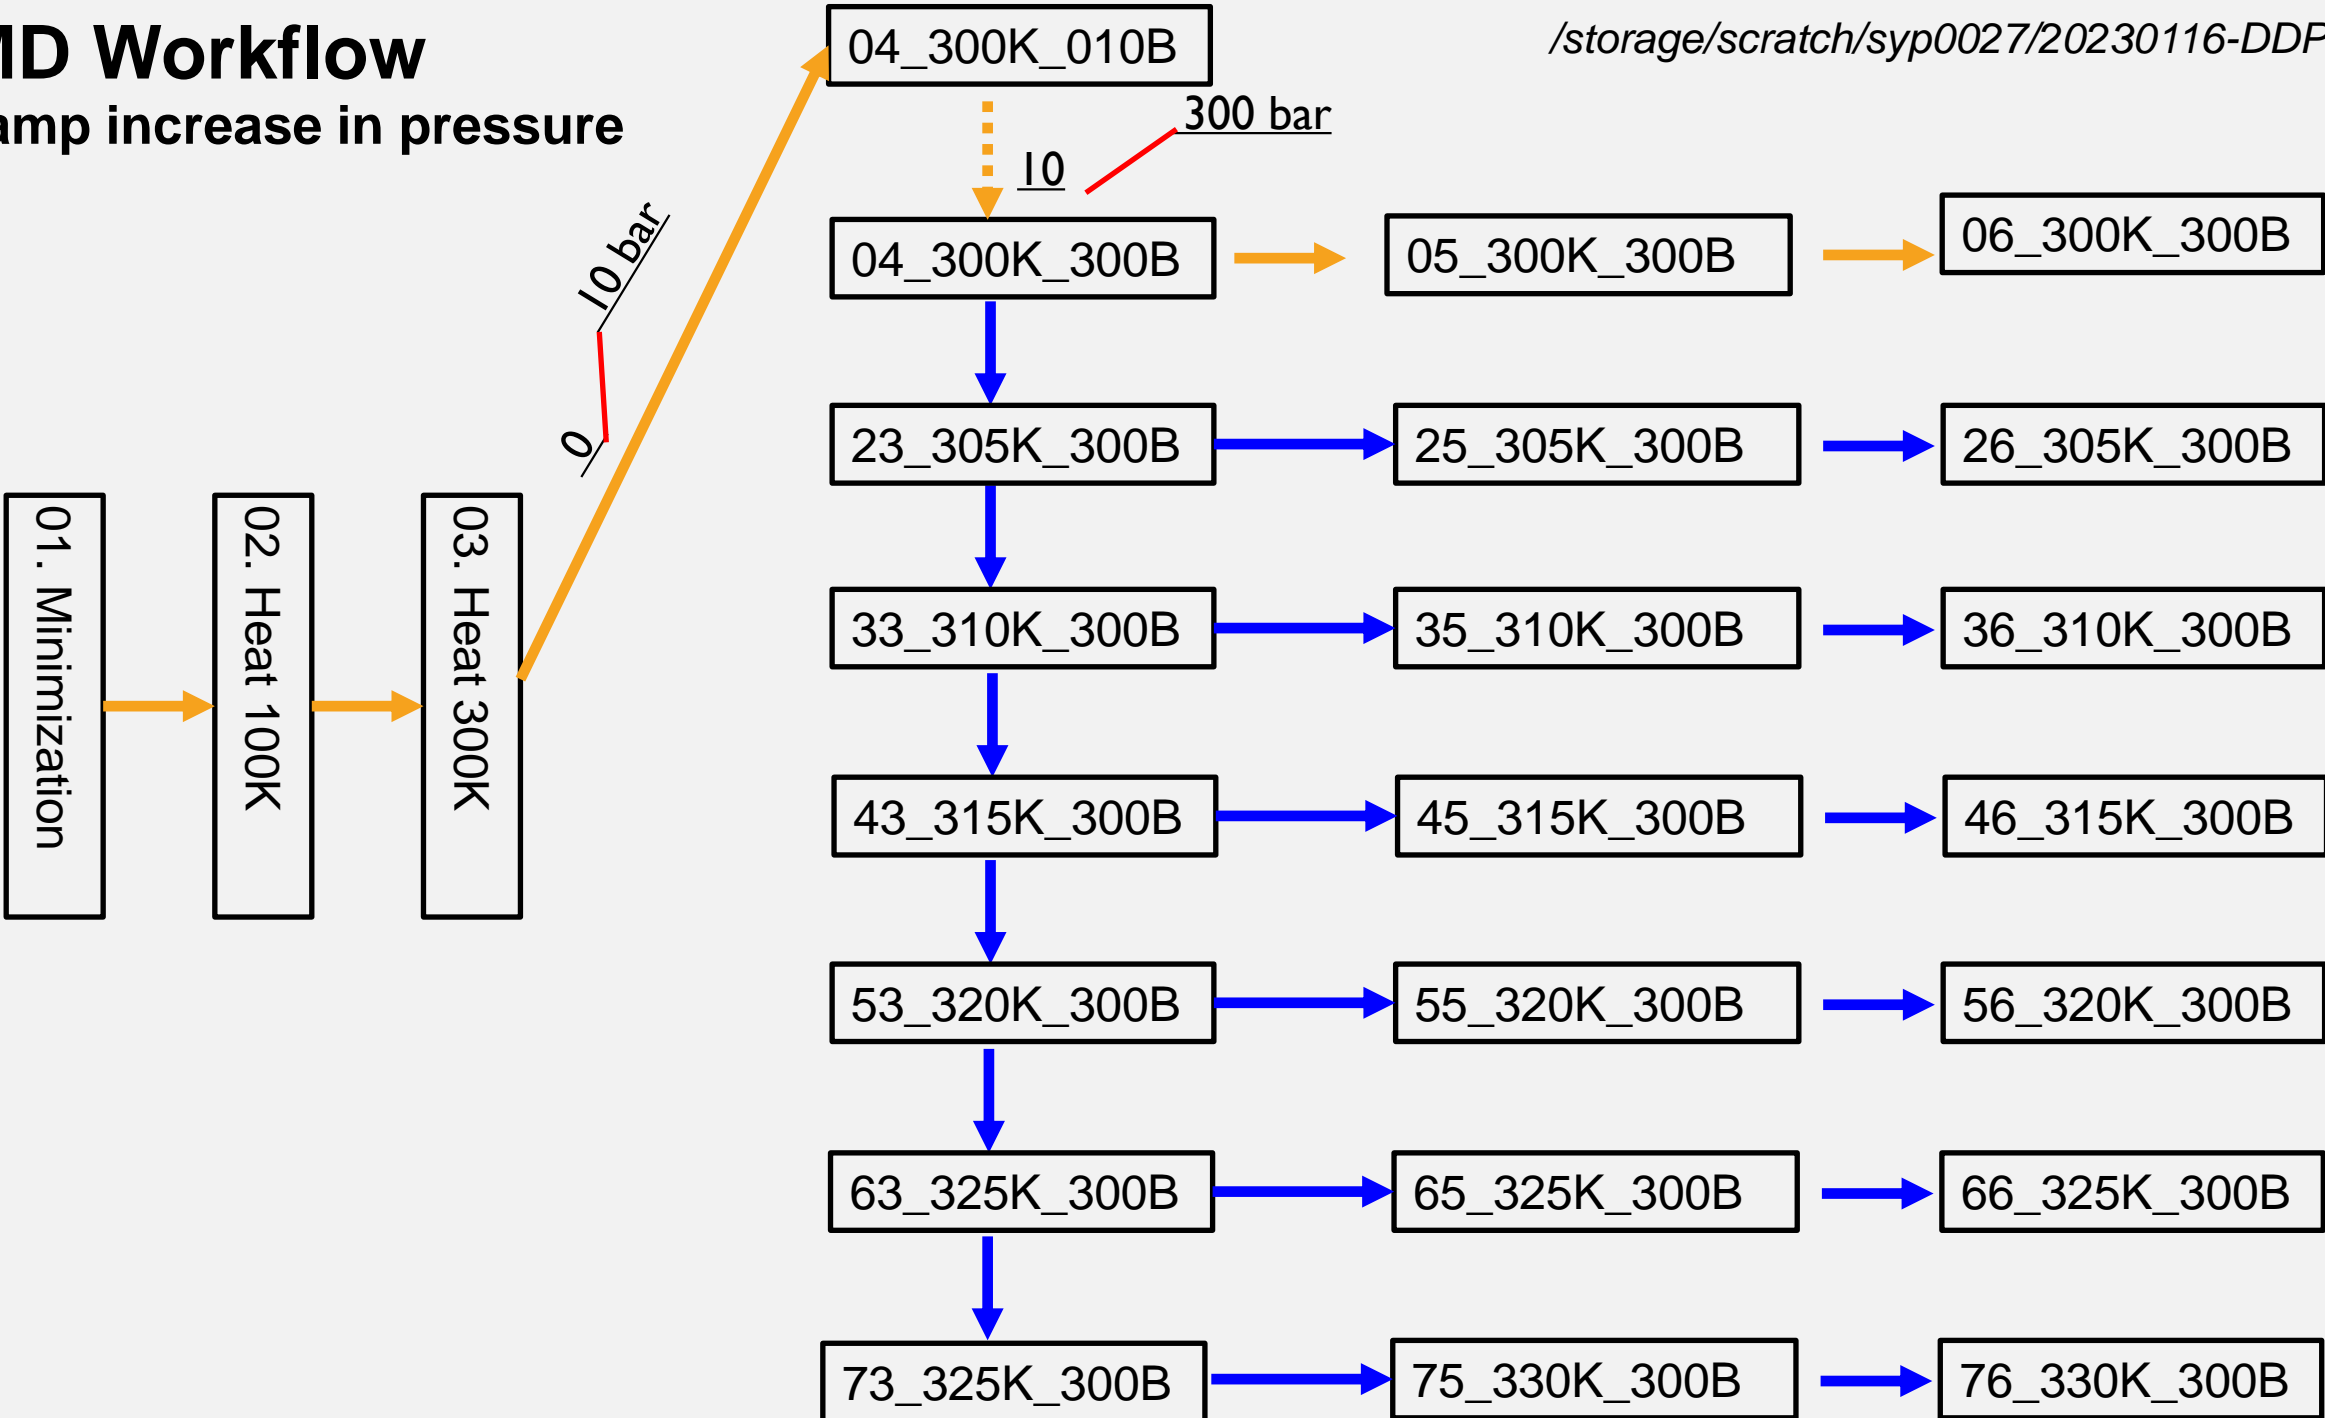 MD Workflow
amp increase in pressure
/storage/scratch/syp0027/20230116-DDP
04_300K_010B
300 bar
10
10 bar
0
04_300K_300B
05_300K_300B
06_300K_300B
23_305K_300B
25_305K_300B
26_305K_300B
01. Minimization
02. Heat 100K
03. Heat 300K
33_310K_300B
35_310K_300B
36_310K_300B
43_315K_300B
45_315K_300B
46_315K_300B
53_320K_300B
55_320K_300B
56_320K_300B
63_325K_300B
65_325K_300B
66_325K_300B
73_325K_300B
75_330K_300B
76_330K_300B